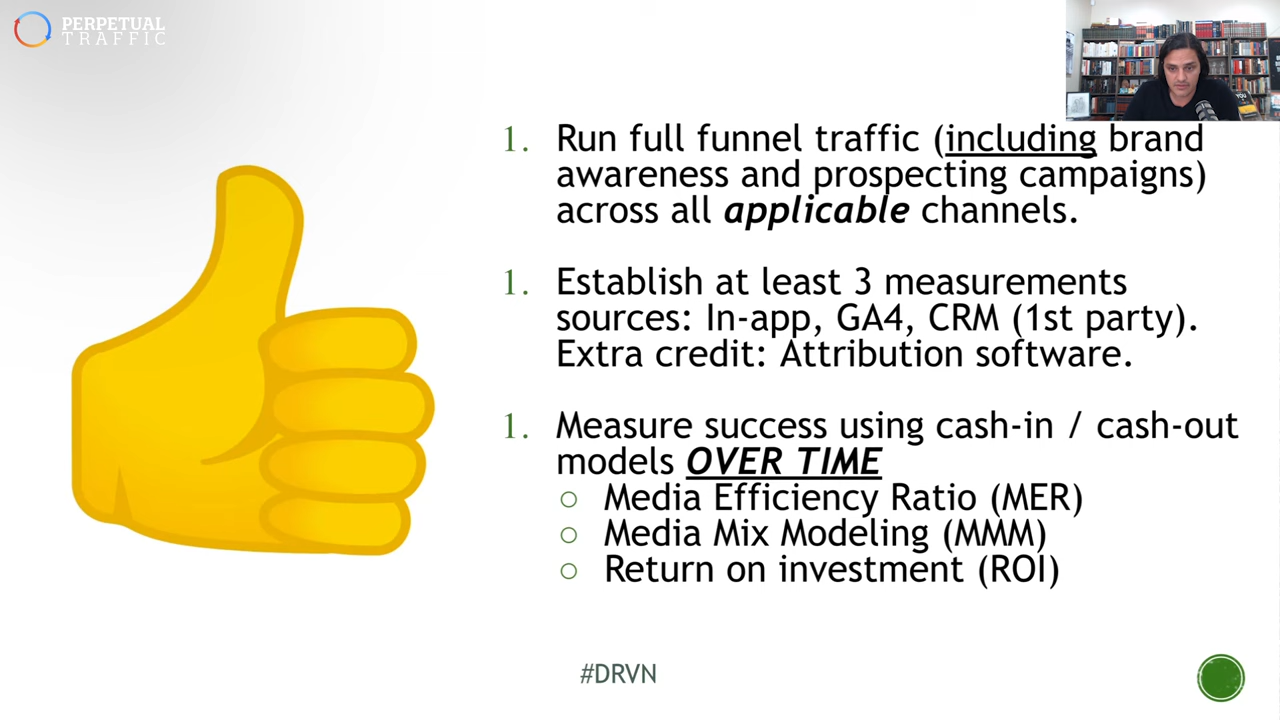 PERPETUAL
TRAFFIC
1. Run full funnel traffic (including brand
awareness and prospecting campaigns)
across all applicable channels.
1. Establish at least 3 measurements
sources: In-app, GA4, CRM (1st party).
Extra credit: Attribution software.
1. Measure success using cash-in / cash-out
models OVER TIME
○ Media Efficiency Ratio (MER)
○ Media Mix Modeling (MMM)
○ Return on investment (ROI)
#DRVN